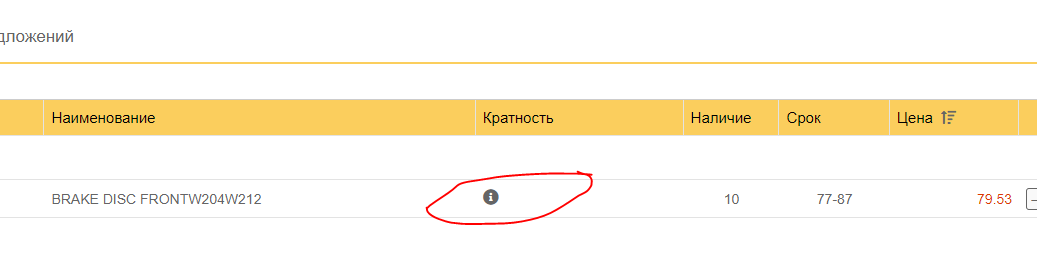 дложений
Наименование Кратность Наличие Срок Цена
BRAKE DISC FRONTW204W212 10 77-87 79.53